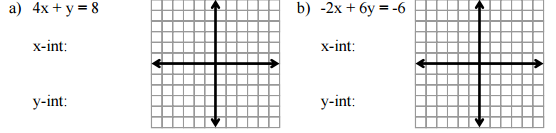 a) 4x + y = 8
x-int:
y-int:
b) -2x + 6y = -6
x-int:
y-int: